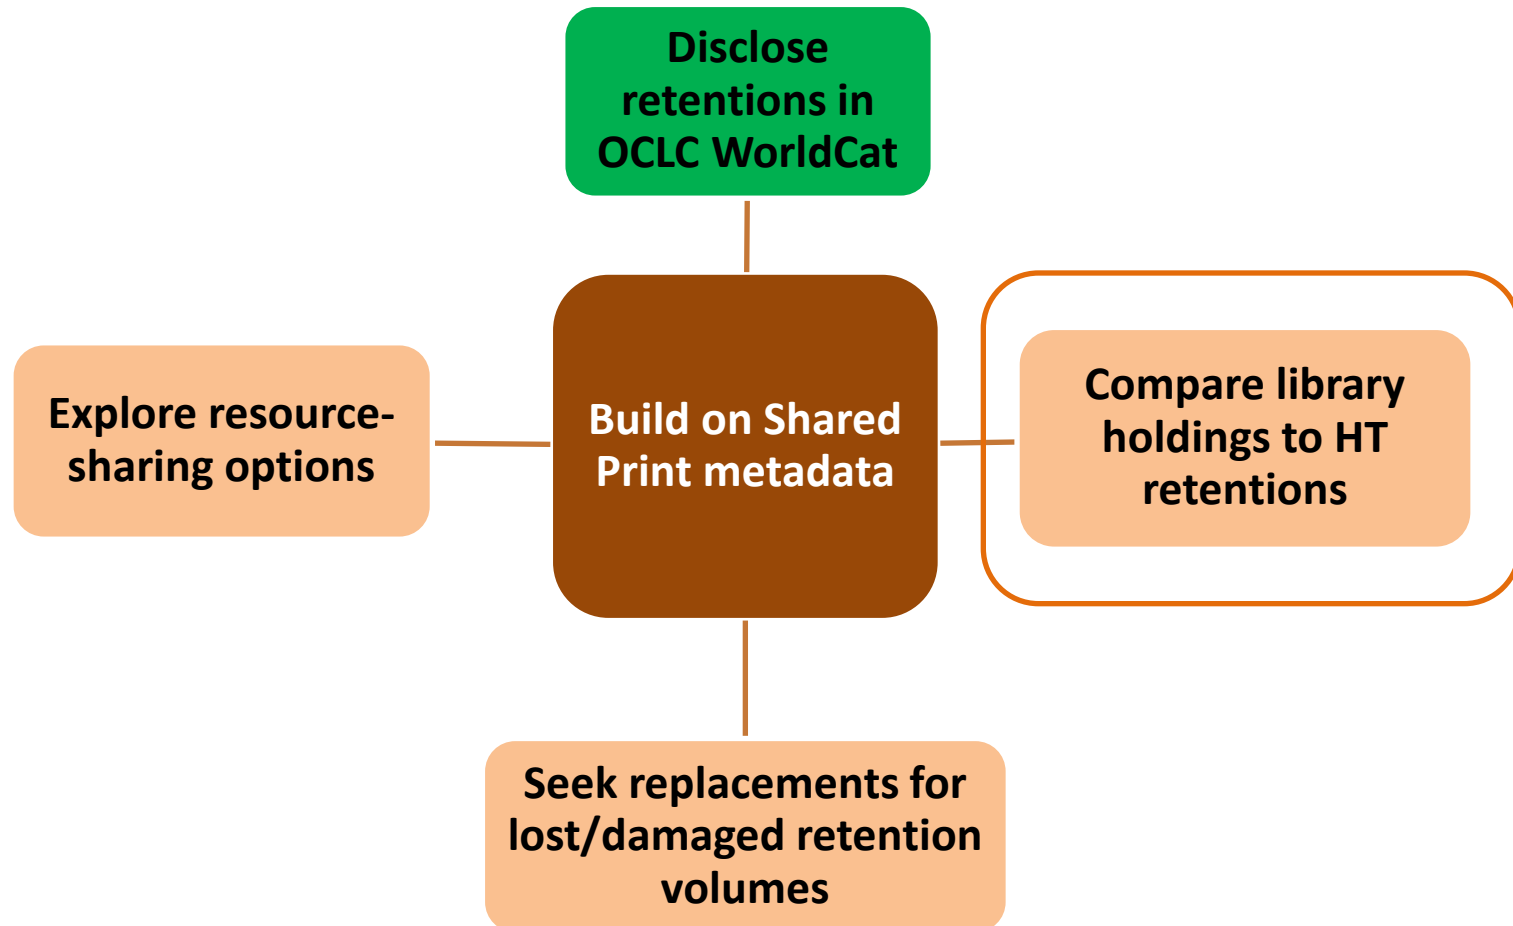 Disclose
retentions in
OCLC WorldCat
Explore resource-
sharing options
Build on Shared
Print metadata
Compare library
holdings to HT
retentions
Seek replacements for
lost/damaged retention
volumes